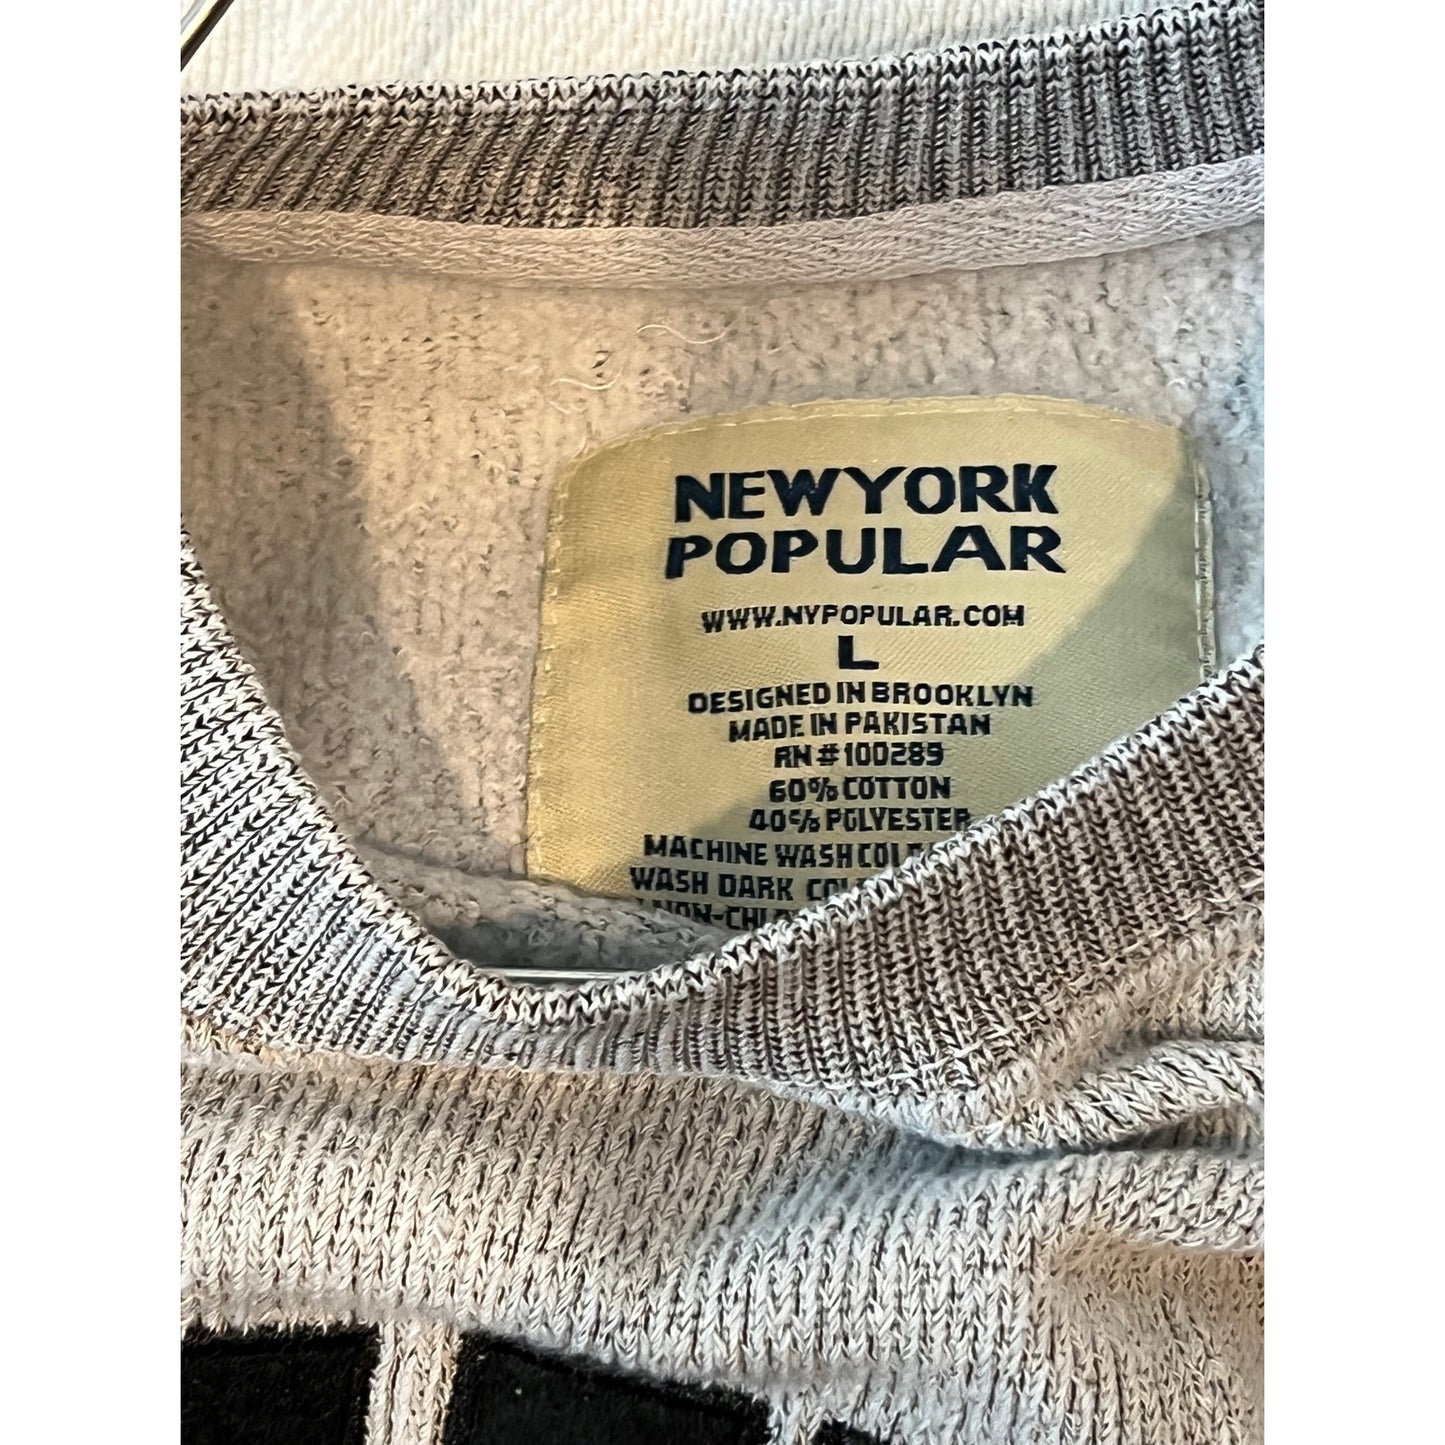 NEWYORK
POPULAR
WWW.NYPOPULAR.COM
L
DESIGNED IN BROOKLYN
MADE IN PAKISTAN
RN # 100289
60% COTTON
40% POLYESTER
MACHINE WASH
WASH DARK